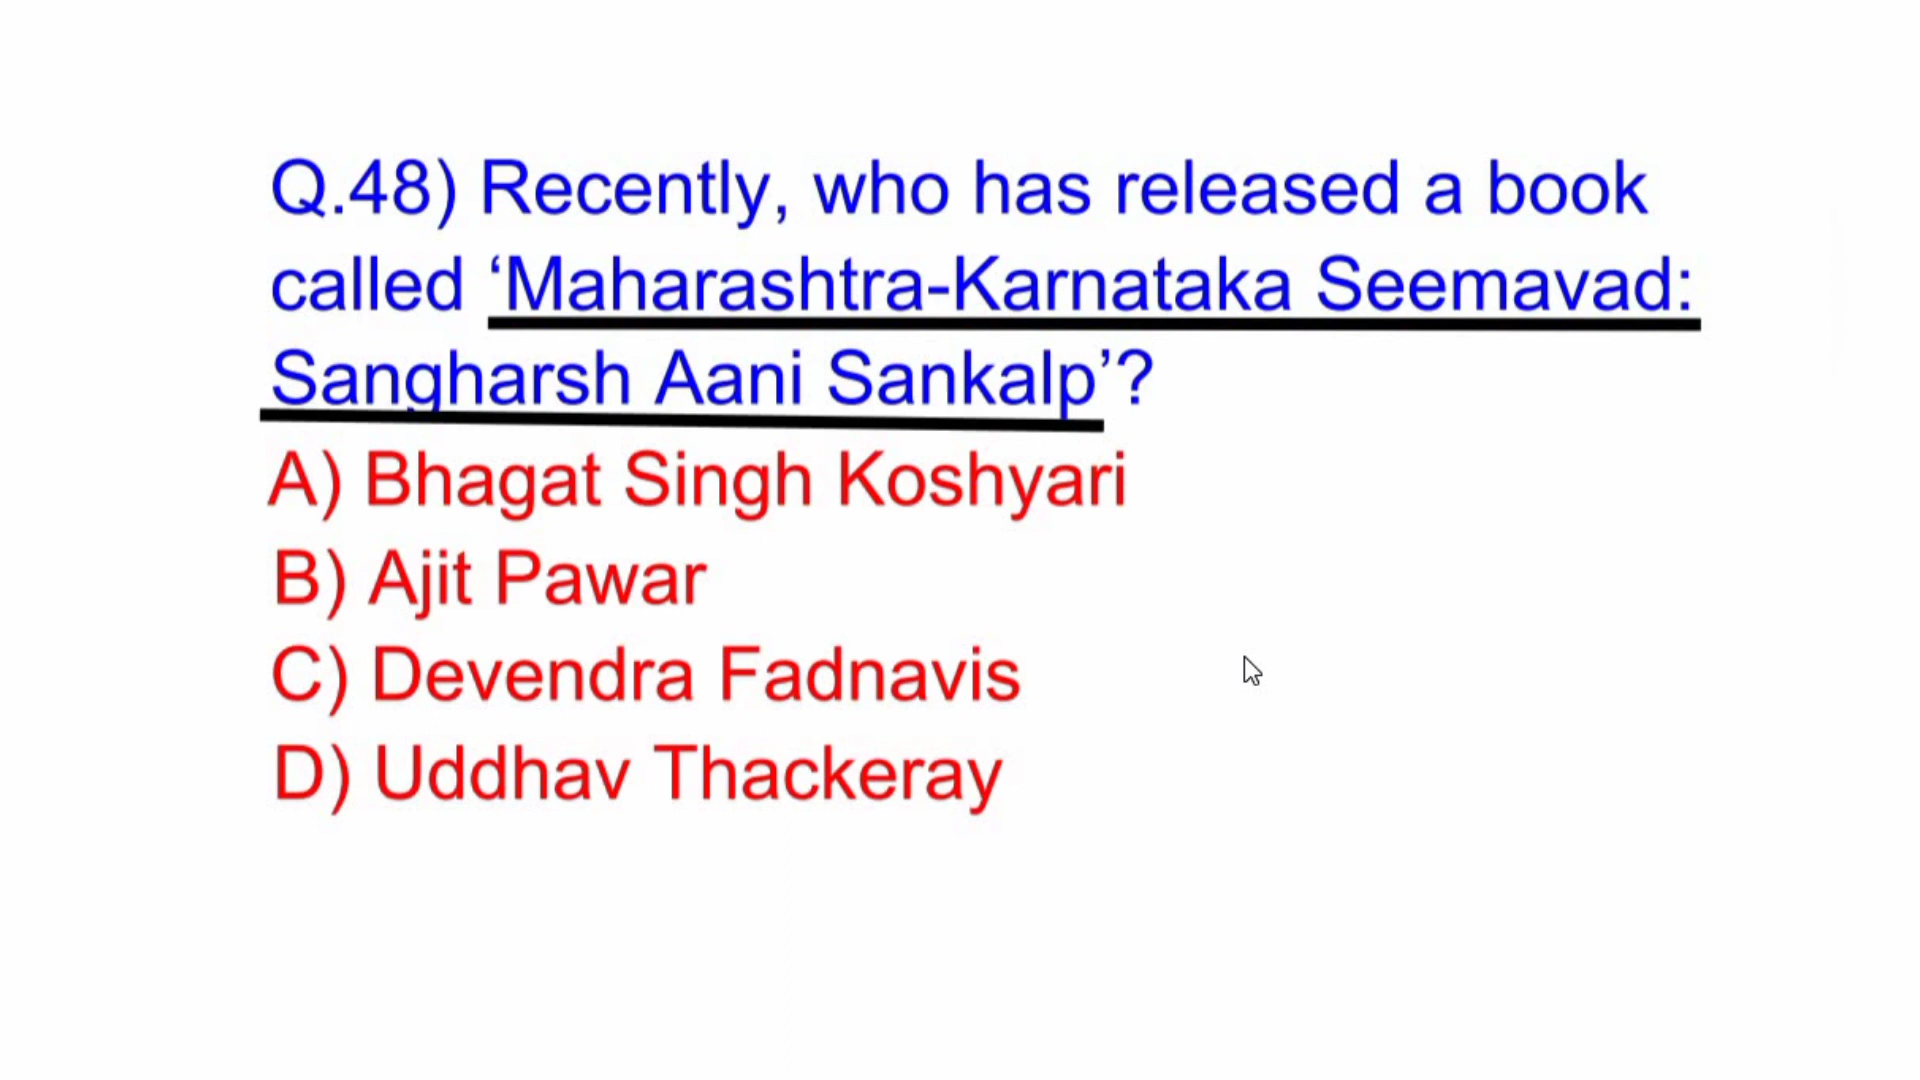 Q.48) Recently, who has released a book
called ‘Maharashtra-Karnataka Seemavad:
Sangharsh Aani Sankalp’?
A) Bhagat Singh Koshyari
B) Ajit Pawar
C) Devendra Fadnavis
D) Uddhav Thackeray